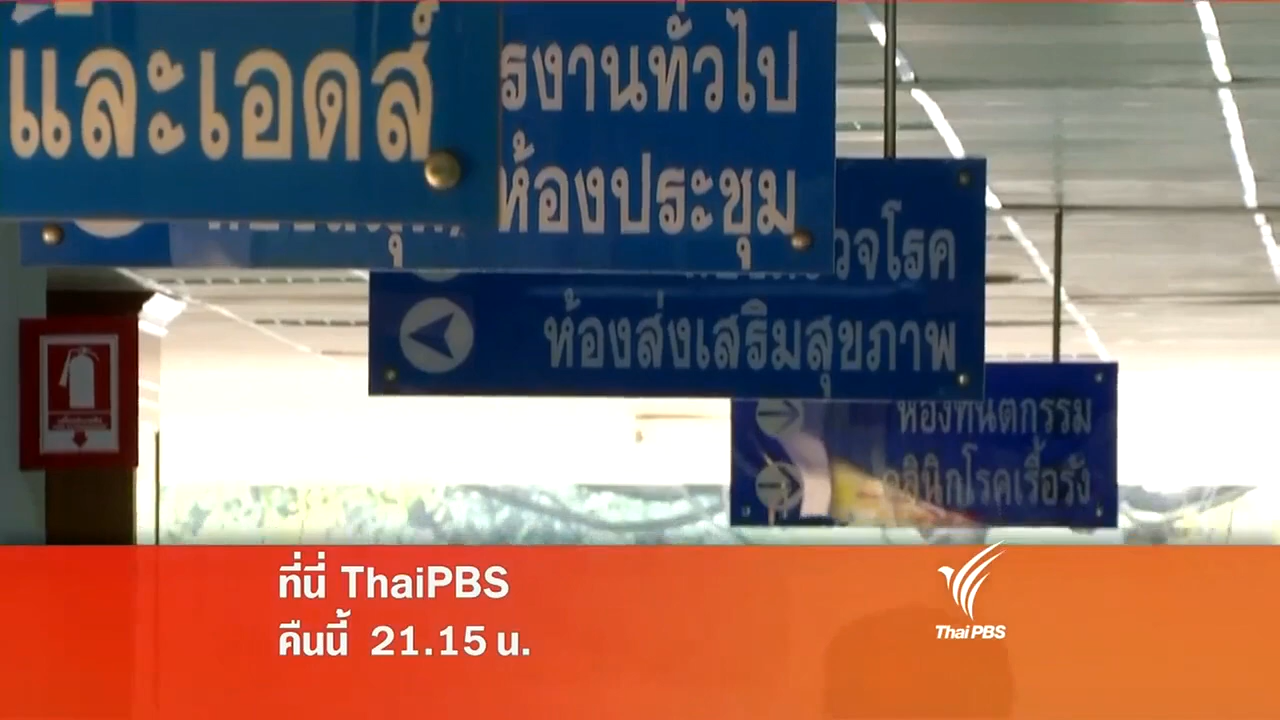 และเอดส์
รงานทั่วไป
ห้องประชุม
วจโรค
ห้องส่งเสริมสุขภาพ
ห้องทันตกรรม
คลินิกโรคเรื้อรัง
ที่นี่ ThaiPBS
คืนนี้ 21.15 น.
Thai PBS